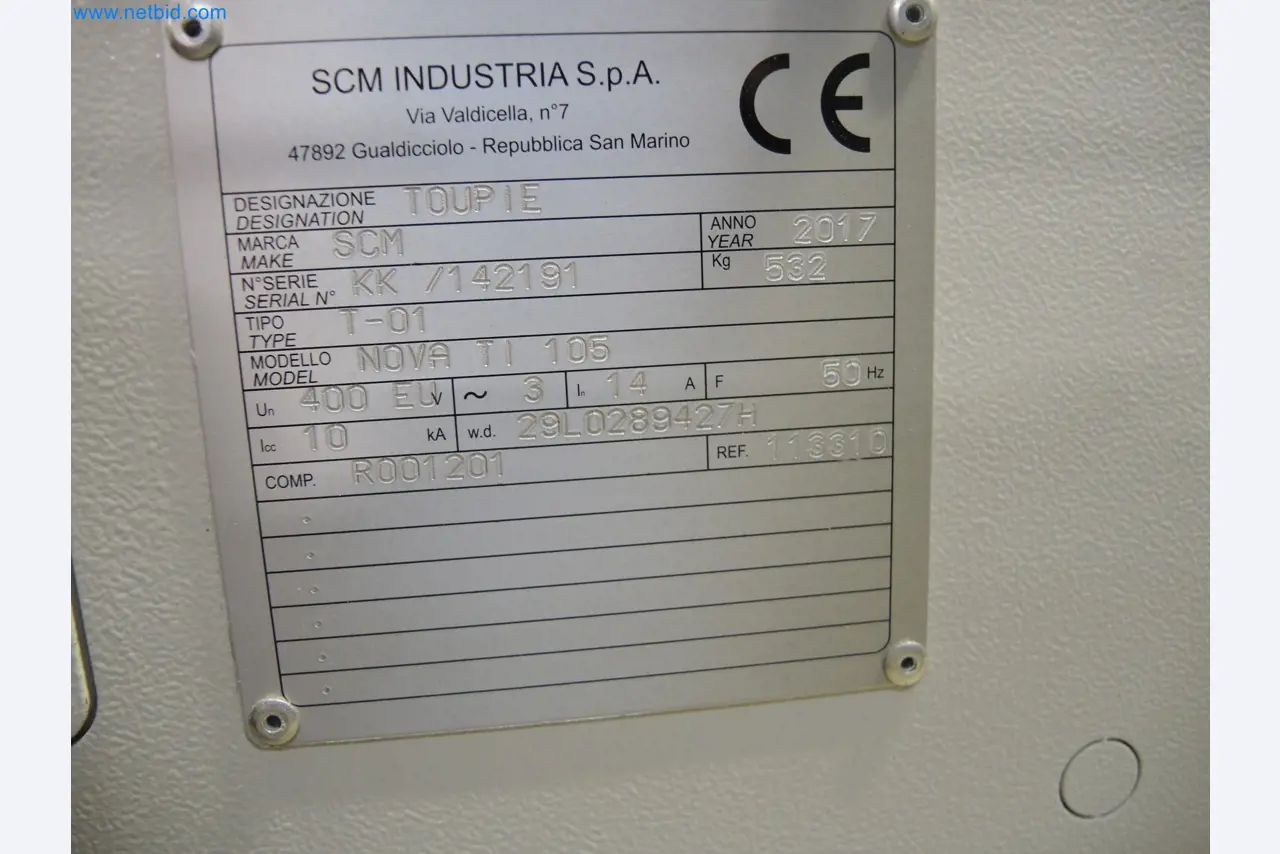 www.netbid.com
SCM INDUSTRIA S.p.A.
Via Valdicella, n°7
47892 Gualdicciolo - Repubblica San Marino
CE
DESIGNAZIONE TOUPIE
DESIGNATION
MARCA SCM ANNO 2017
MAKE YEAR
N°SERIE KK /142191 Kg 532
SERIAL N°
TIPO T-01
TYPE
MODELLO NOVA TI 105
MODEL
Un 400 EU V ~ 3 In 14 A F 50 Hz
Icc 10 kA w.d. 29L0289427H
COMP. R001201 REF. 113310